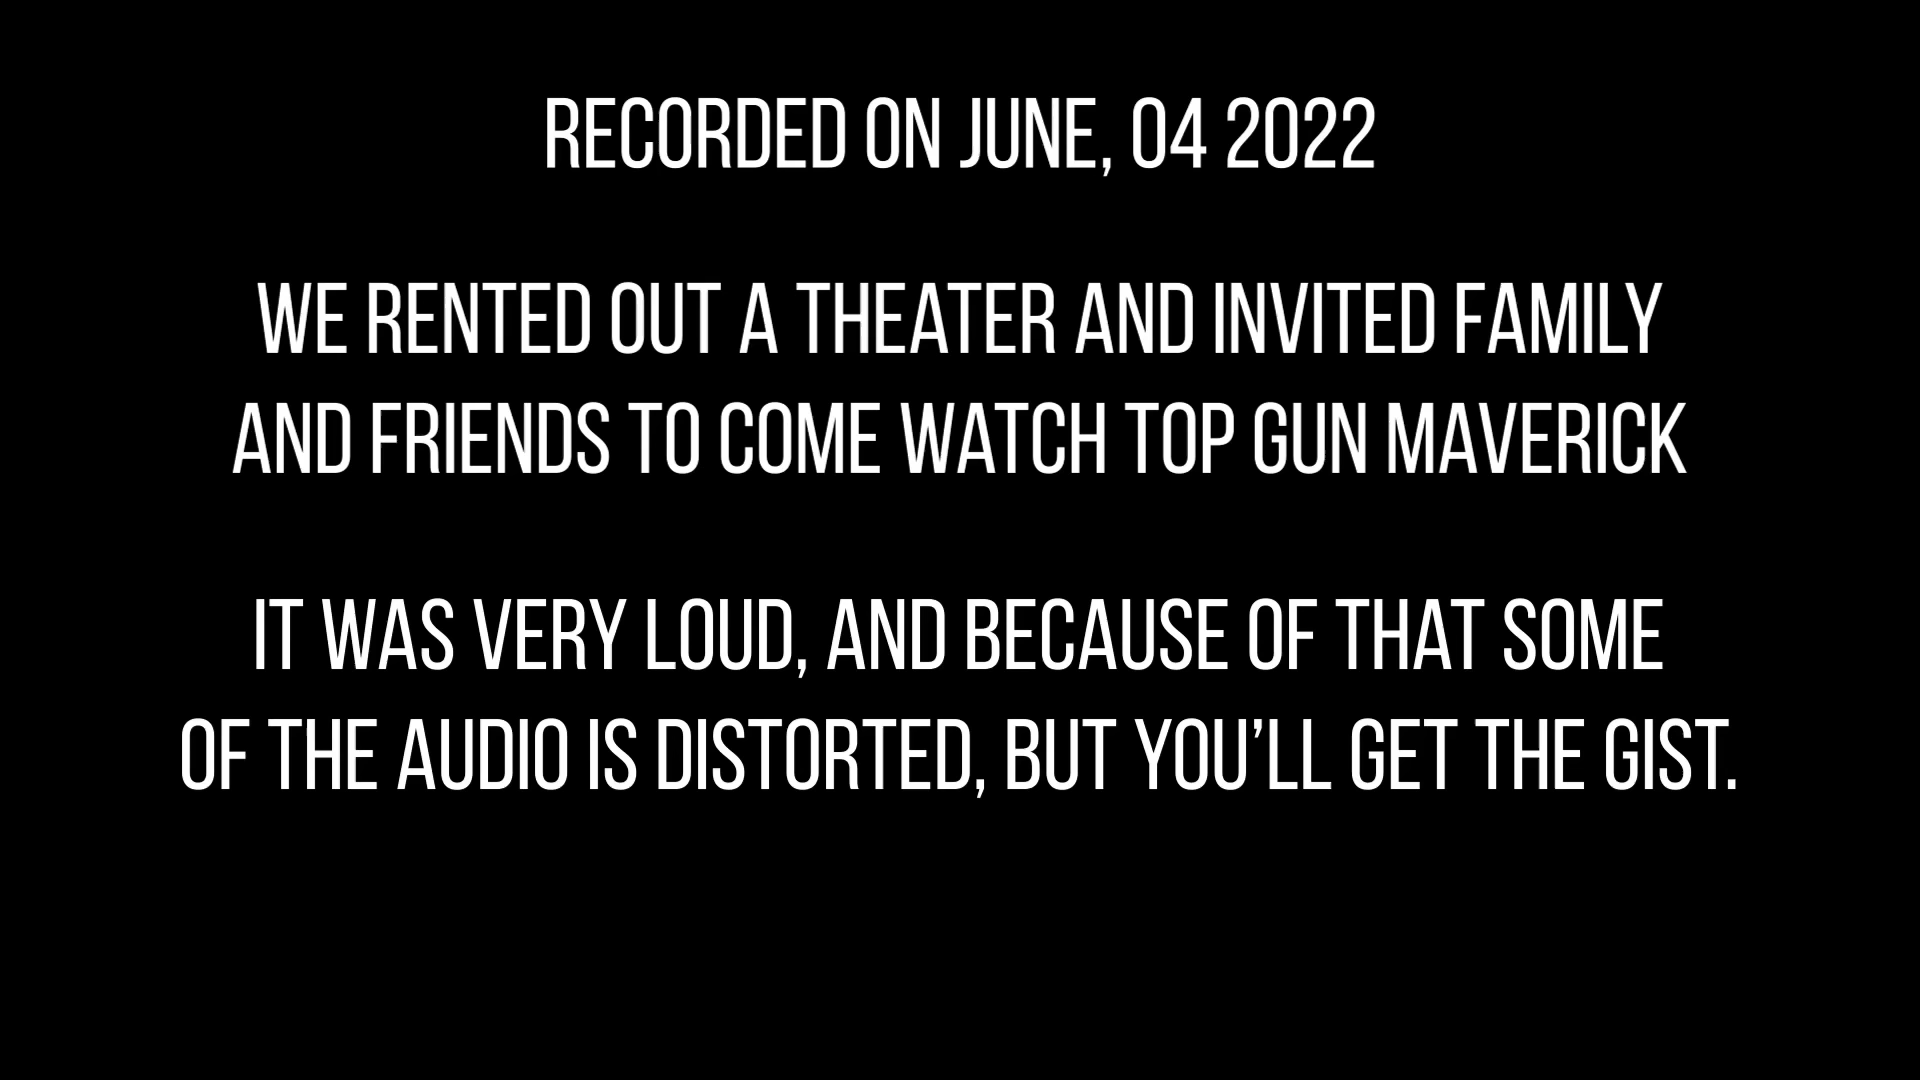 RECORDED ON JUNE, 04 2022
WE RENTED OUT A THEATER AND INVITED FAMILY
AND FRIENDS TO COME WATCH TOP GUN MAVERICK
IT WAS VERY LOUD, AND BECAUSE OF THAT SOME
OF THE AUDIO IS DISTORTED, BUT YOU’LL GET THE GIST.